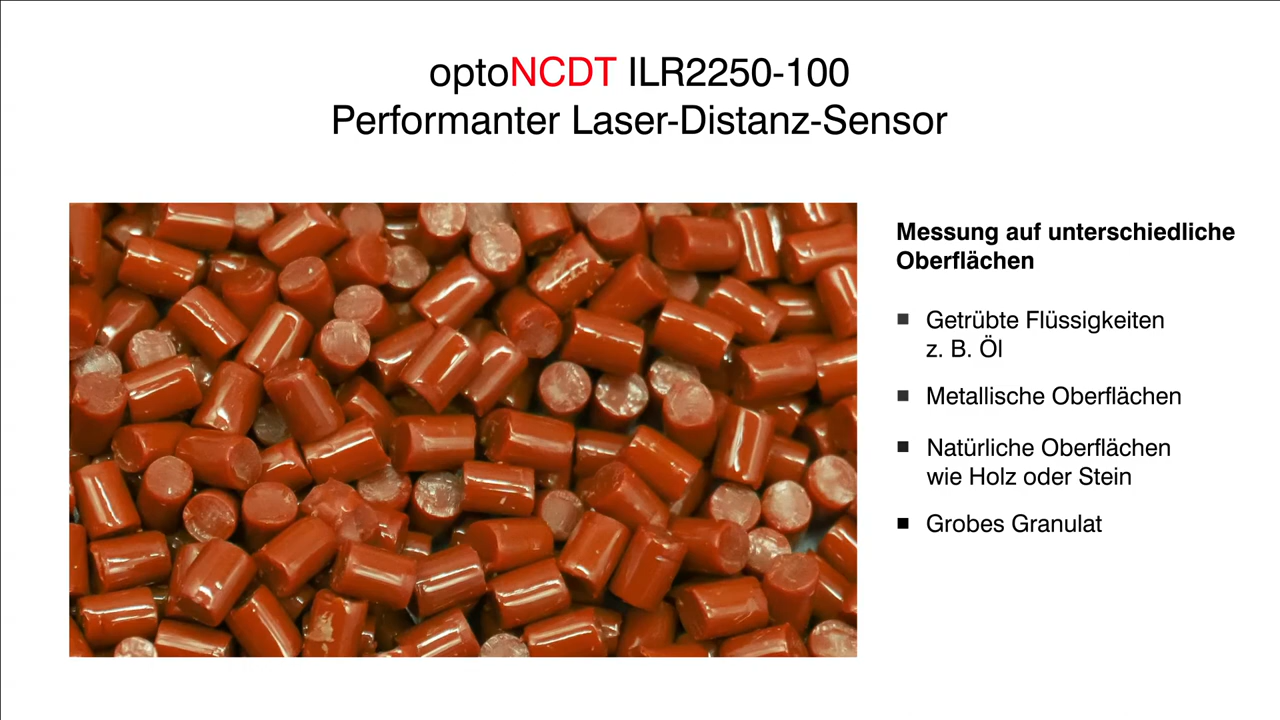 optoNCDT ILR2250-100
Performanter Laser-Distanz-Sensor
Messung auf unterschiedliche
Oberflächen
Getrübte Flüssigkeiten
z. B. Öl
Metallische Oberflächen
Natürliche Oberflächen
wie Holz oder Stein
Grobes Granulat